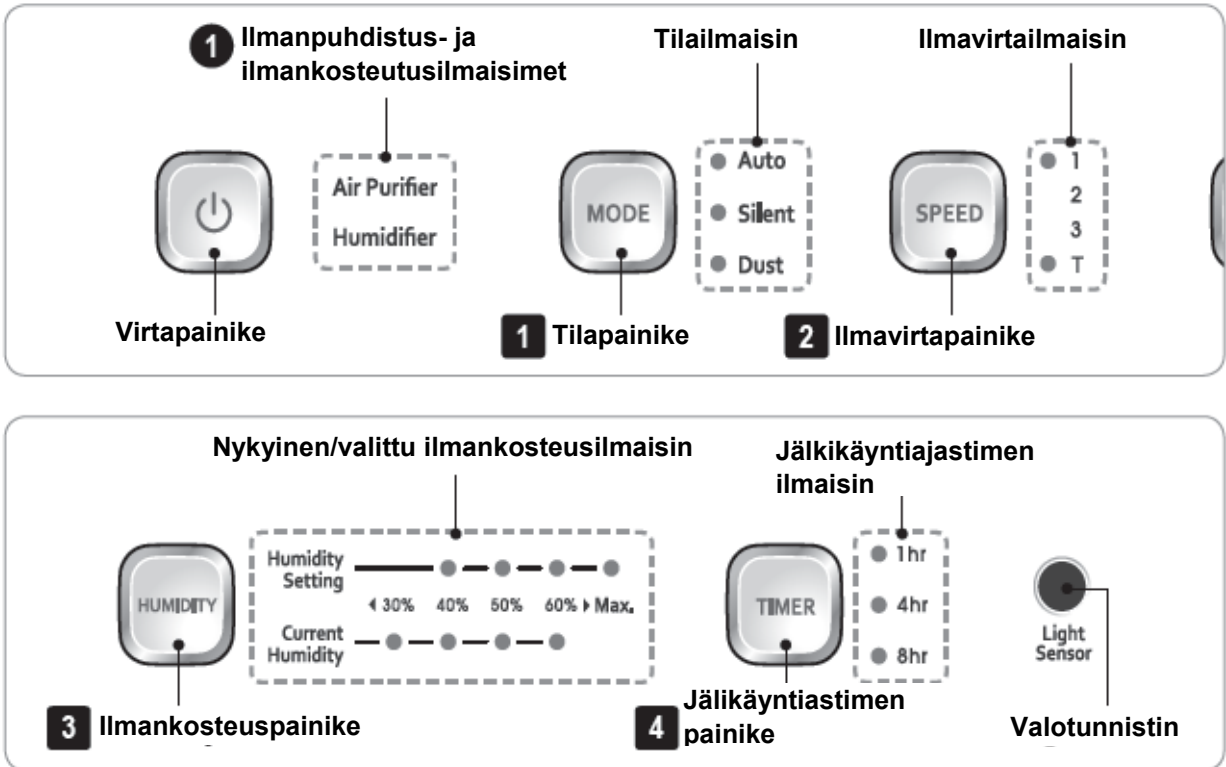 1 Ilmanpuhdistus- ja
ilmankosteutusilmaisimet
Tilailmaisin
Ilmavirtailmaisin
Air Purifier
Humidifier
MODE
Auto
Silent
Dust
SPEED
1
2
3
T
Virtapainike
1 Tilapainike
2 Ilmavirtapainike
Nykyinen/valittu ilmankosteusilmaisin
Jälkikäyntiajastimen
ilmaisin
HUMIDITY
Humidity
Setting
30% 40% 50% 60% Max.
Current
Humidity
TIMER
1hr
4hr
8hr
Light
Sensor
3 Ilmankosteuspainike
4 Jälikäyntiastimen
painike
Valotunnistin